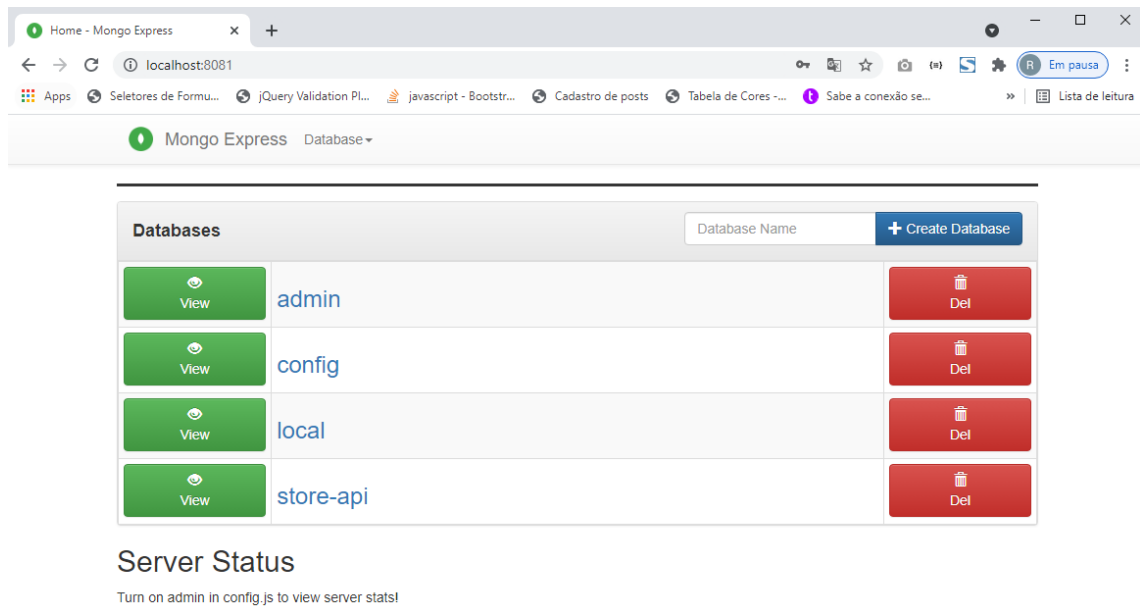 Home - Mongo Express
localhost:8081
R Em pausa
Apps Seletores de Formu... jQuery Validation Pl... javascript - Bootstr... Cadastro de posts Tabela de Cores -... Sabe a conexão se... » Lista de leitura
Mongo Express Database
Databases Database Name Create Database
View admin Del
View config Del
View local Del
View store-api Del
Server Status
Turn on admin in config.js to view server stats!